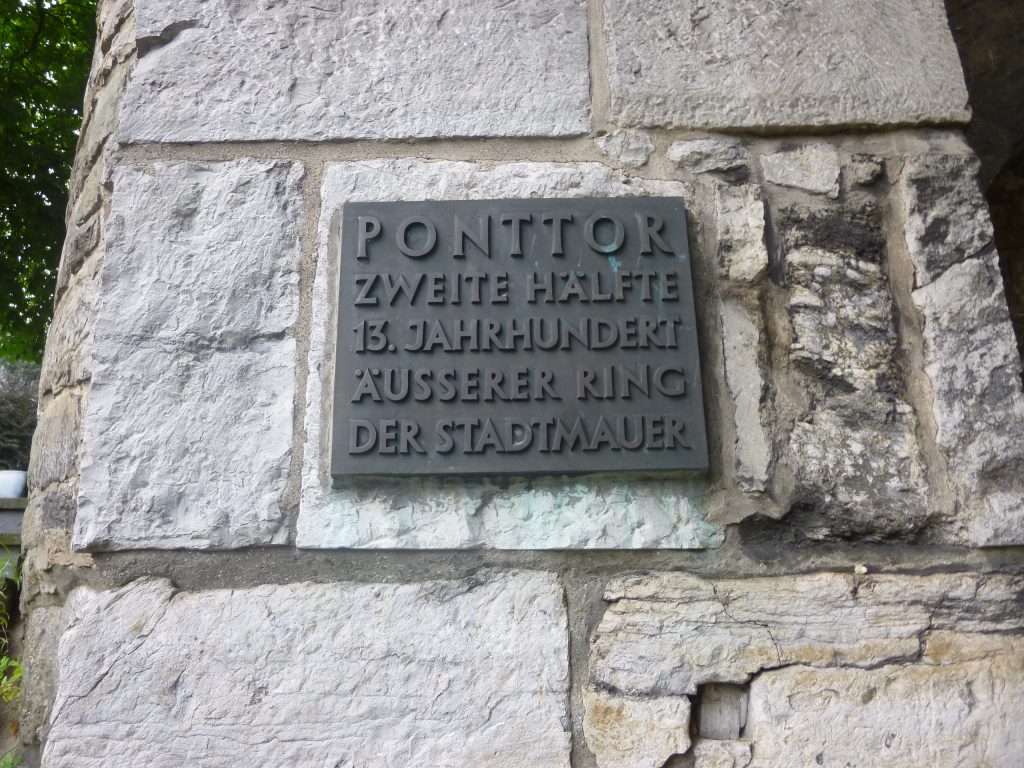 PONTTOR
ZWEITE HÄLFTE
13. JAHRHUNDERT
ÄUSSERER RING
DER STADTMAUER